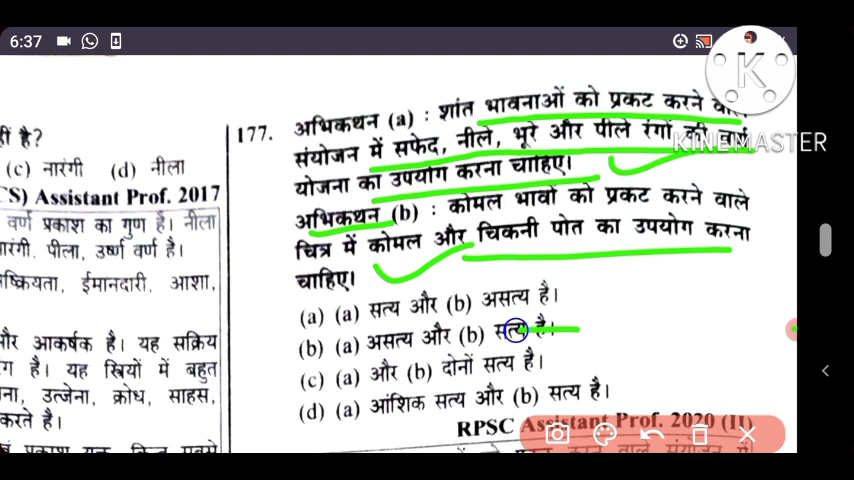 6:37
K
KINEMASTER
हीं है?
(c) नारंगी (d) नीला
CS) Assistant Prof. 2017
वर्ण प्रकाश का गुण है। नीला
नारंगी, पीला, उर्ष्ण वर्ण है।
ष्क्रियता, ईमानदारी, आशा,
और आकर्षक है। यह सक्रिय
है। यह स्त्रियों में बहुत
उत्जेना, क्रोध, साहस,
करते है।
177. अभिकथन (a) : शांत भावनाओं को प्रकट करने वाले
संयोजन में सफेद, नीले, भूरे और पीले रंगों की वर्ण
योजना का उपयोग करना चाहिए।
अभिकथन (b) : कोमल भावों को प्रकट करने वाले
चित्र में कोमल और चिकनी पोत का उपयोग करना
चाहिए।
(a) (a) सत्य और (b) असत्य है।
(b) (a) असत्य और (b) सत्य है।
(c) (a) और (b) दोनों सत्य है।
(d) (a) आंशिक सत्य और (b) सत्य है।
RPSC Assistant Prof. 2020 (II)